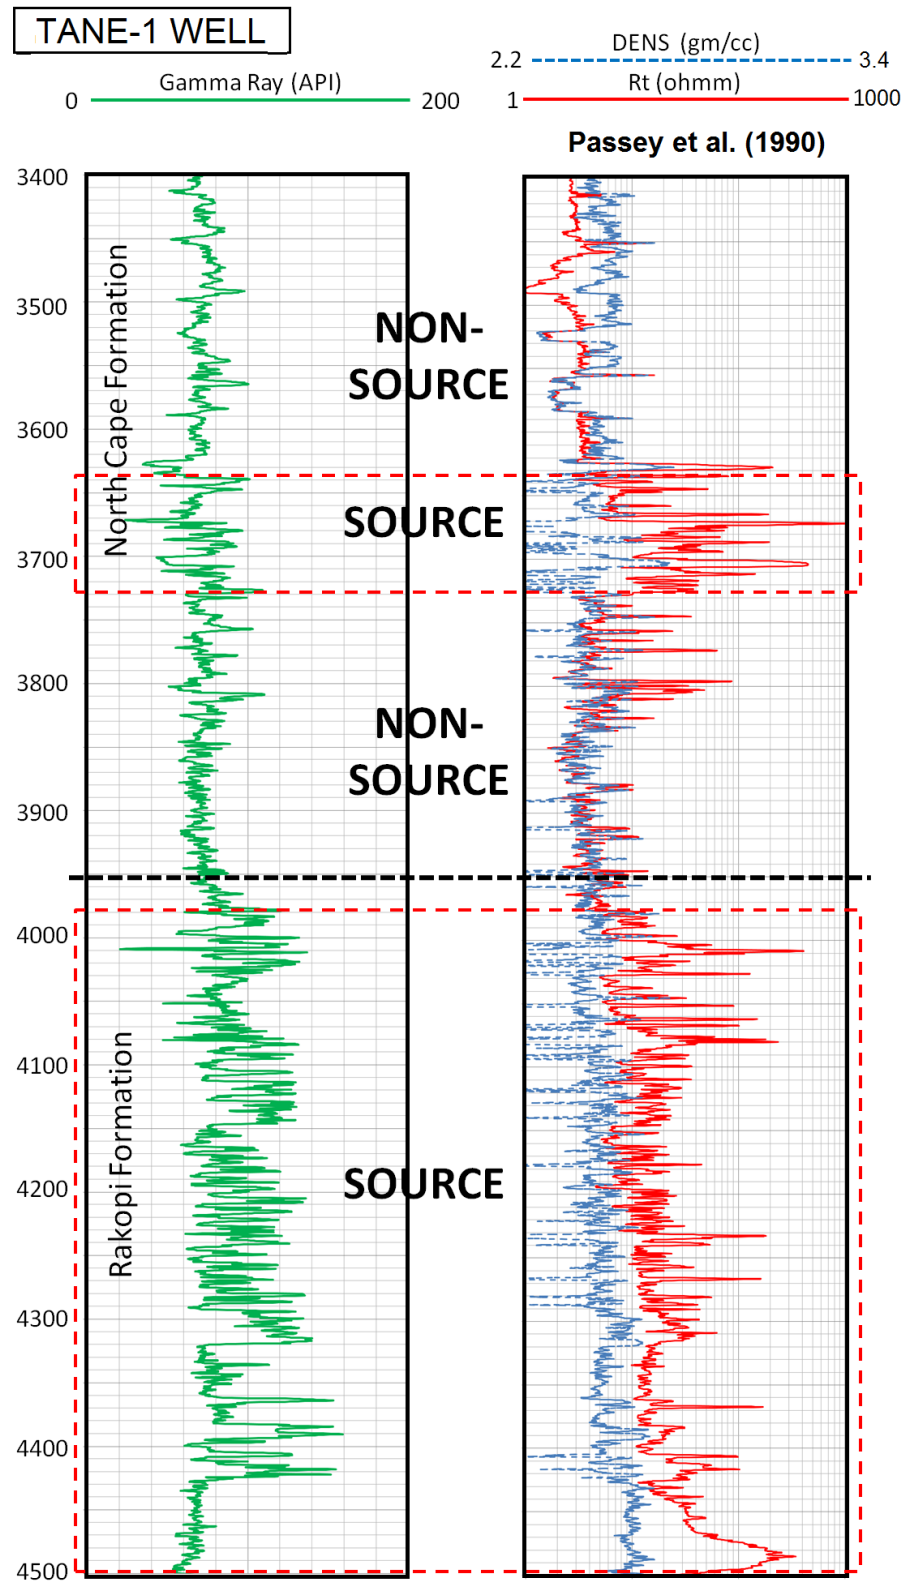 TANE-1 WELL
DENS (gm/cc)
2.2 3.4
Gamma Ray (API)
Rt (ohmm)
0 200 1 1000
Passey et al. (1990)
3400
3500
3600
3700
3800
3900
4000
4100
4200
4300
4400
4500
North Cape Formation
Rakopi Formation
NON-
SOURCE
SOURCE
NON-
SOURCE
SOURCE